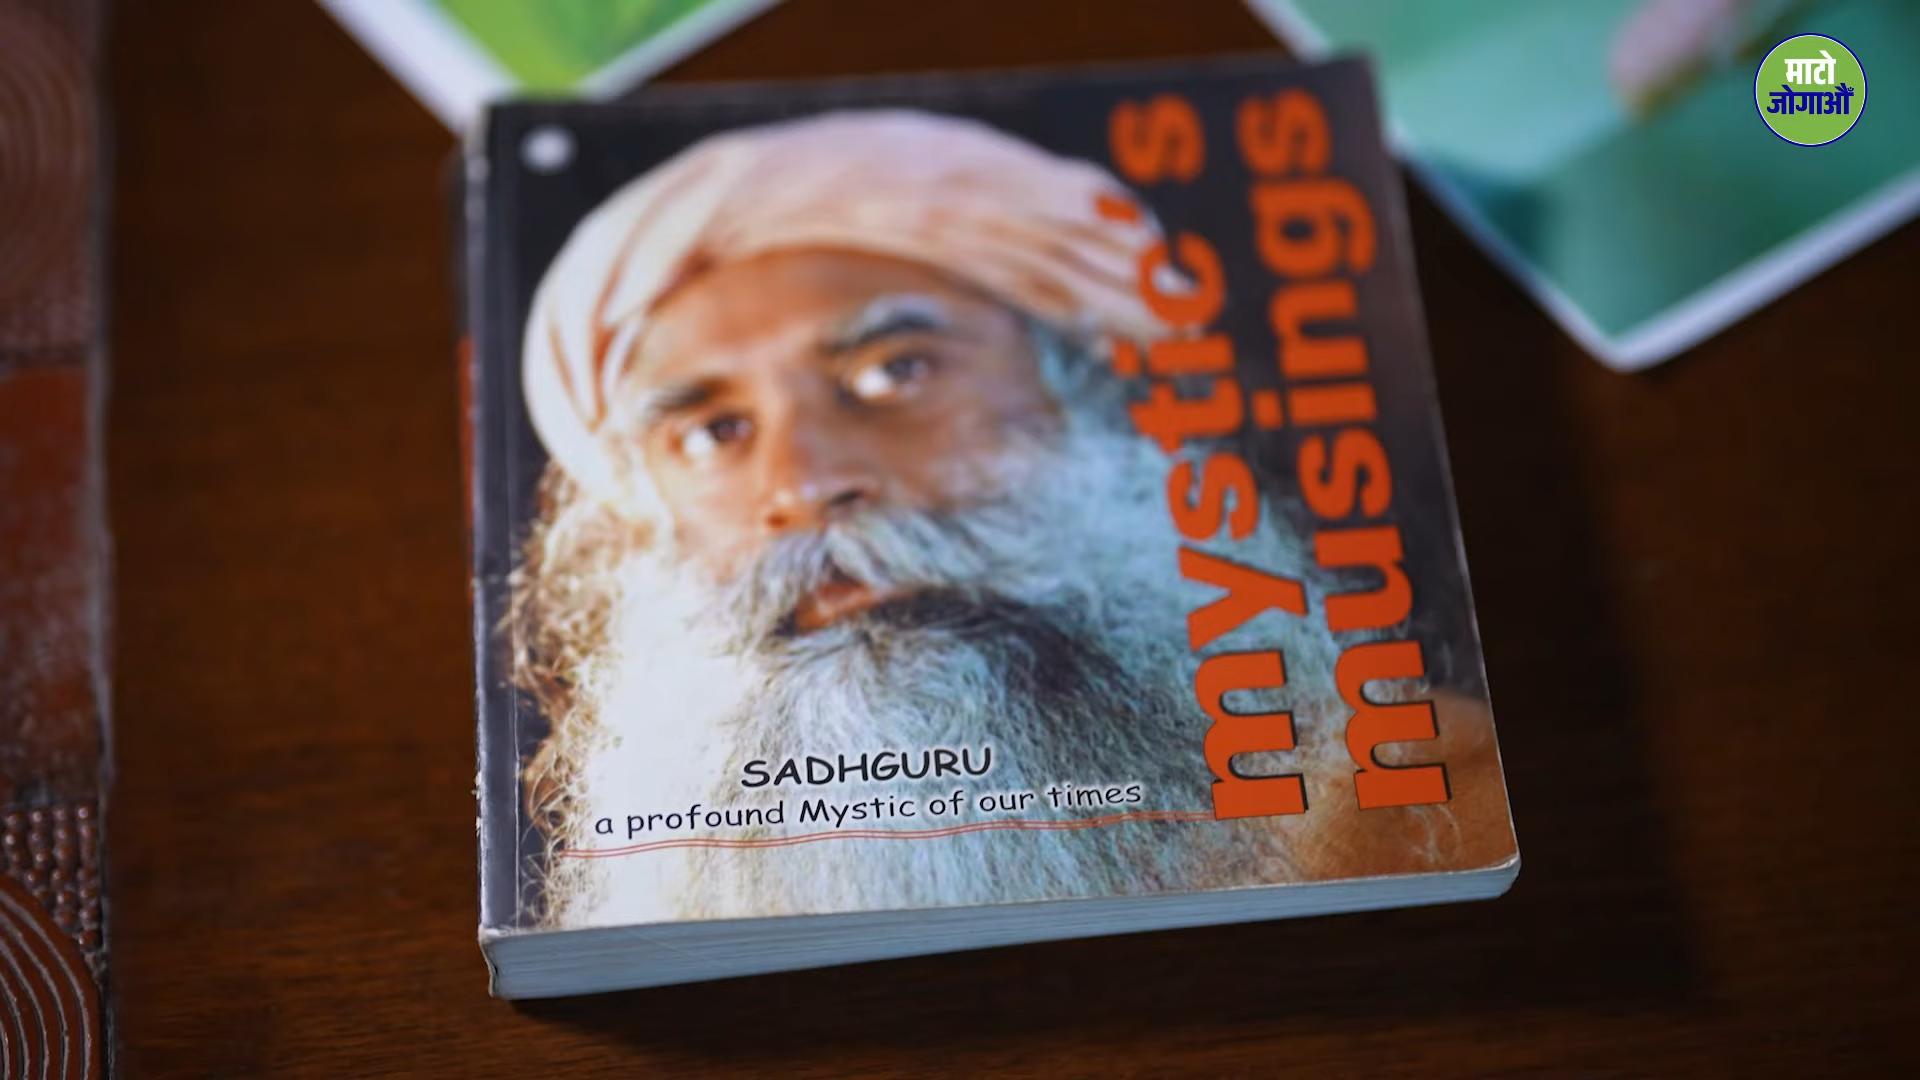 mystic's
musings
SADHGURU
a profound Mystic of our times
माटो
जोगाऔँ